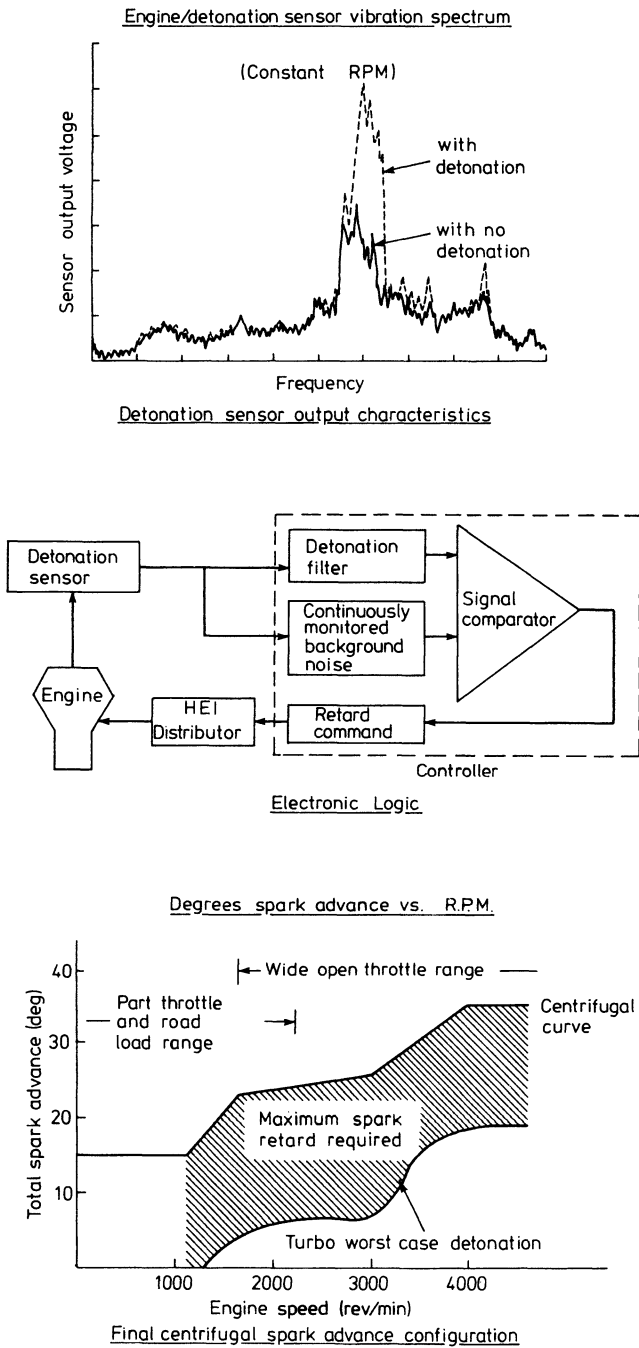 Engine/detonation sensor vibration spectrum
(Constant RPM)
with
detonation
with no
detonation
Sensor output voltage
Frequency
Detonation sensor output characteristics
Detonation
sensor
Detonation
filter
Continuously
monitored
background
noise
Signal
comparator
Engine
HEI
Distributor
Retard
command
Controller
Electronic Logic
Degrees spark advance vs. R.P.M.
Total spark advance (deg)
40
30
20
10
Wide open throttle range
Part throttle
and road
load range
Centrifugal
curve
Maximum spark
retard required
Turbo worst case detonation
1000 2000 3000 4000
Engine speed (rev/min)
Final centrifugal spark advance configuration